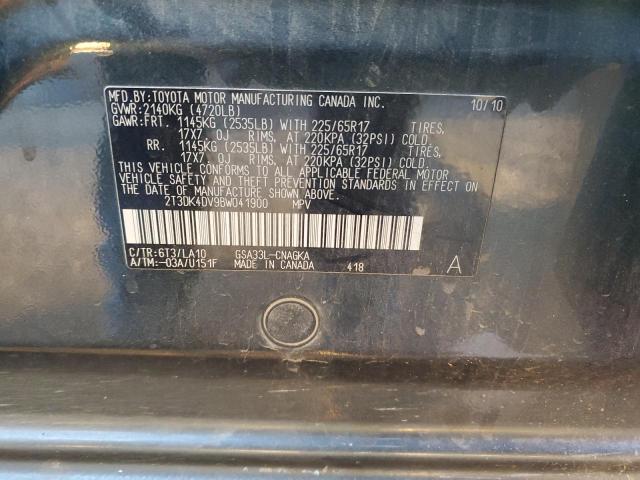 MFD.BY:TOYOTA MOTOR MANUFACTURING CANADA INC. 10/10
GVWR:2140KG (4720LB)
GAWR:FRT. 1145KG (2535LB) WITH 225/65R17 TIRES,
17X7.0J RIMS, AT 220KPA (32PSI) COLD.
RR. 1145KG (2535LB) WITH 225/65R17 TIRES,
17X7.0J RIMS, AT 220KPA (32PSI) COLD.
THIS VEHICLE CONFORMS TO ALL APPLICABLE FEDERAL MOTOR
VEHICLE SAFETY AND THEFT PREVENTION STANDARDS IN EFFECT ON
THE DATE OF MANUFACTURE SHOWN ABOVE.
2T3DK4DV9BW041900 MPV
C/TR:6T3/LA10 GSA33L-CNAGKA
A/TM:-03A/U151F MADE IN CANADA 418 A